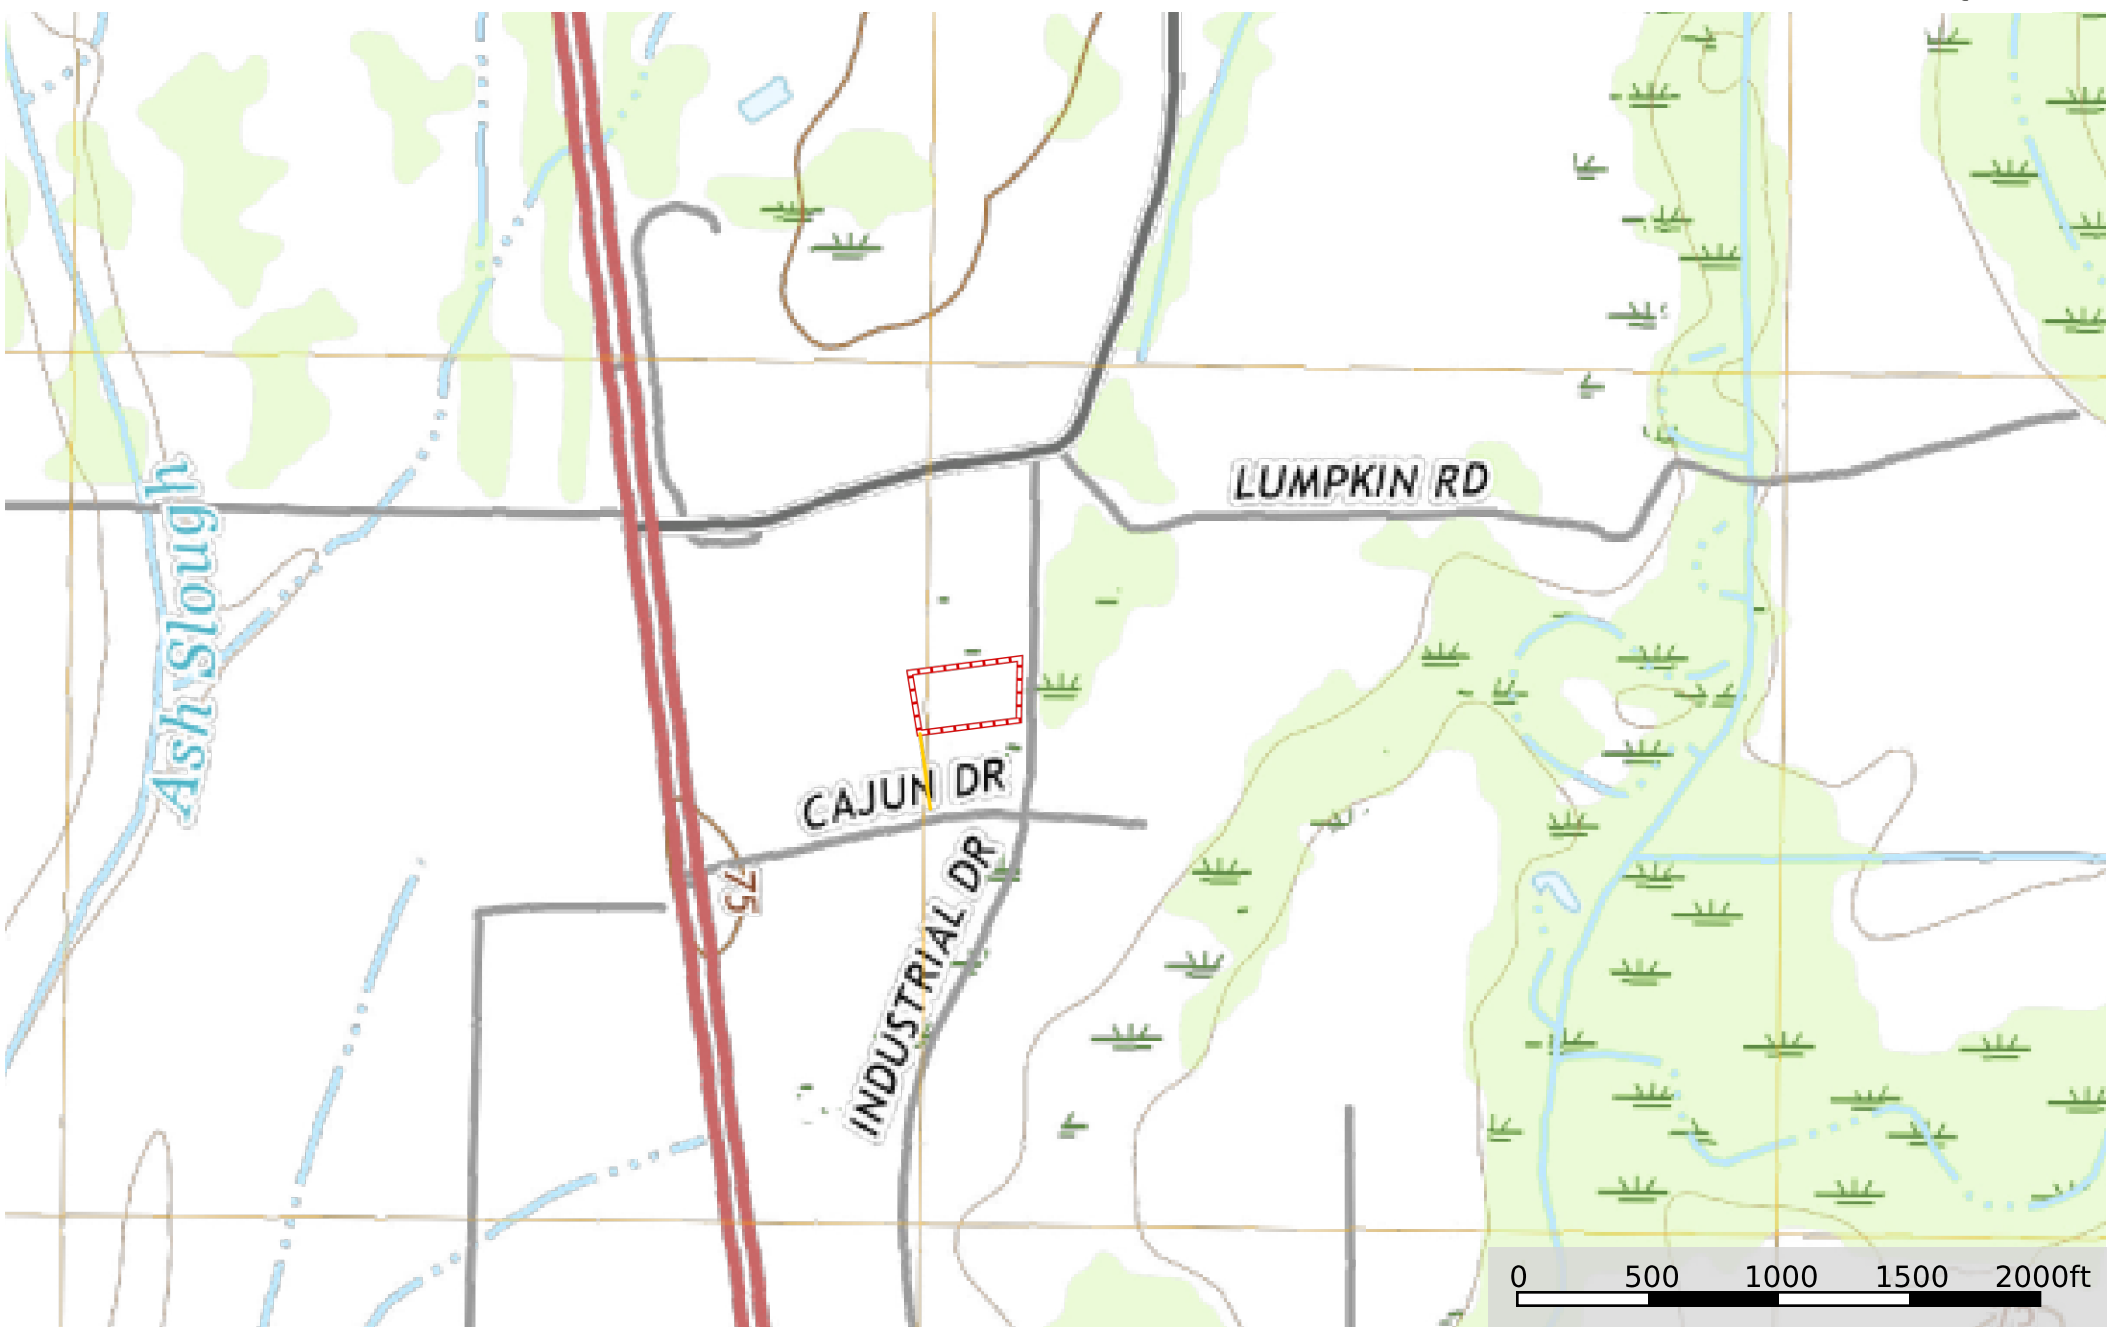 LUMPKIN RD
Ash Slough
CAJUN DR
75
INDUSTRIAL DR
0 500 1000 1500 2000ft